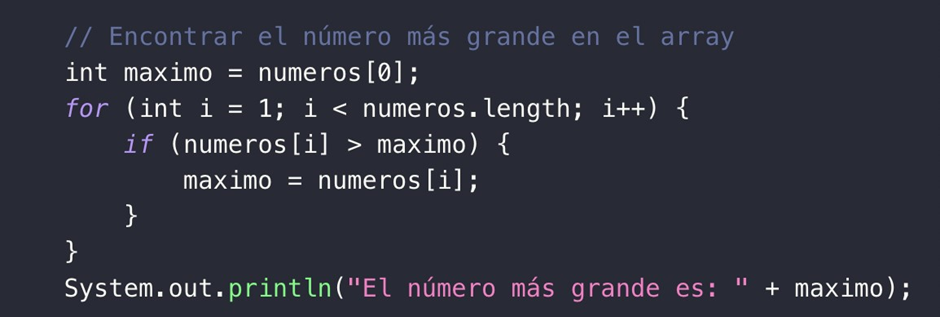 // Encontrar el número más grande en el array
int maximo = numeros[0];
for (int i = 1; i < numeros.length; i++) {
    if (numeros[i] > maximo) {
        maximo = numeros[i];
    }
}
System.out.println("El número más grande es: " + maximo);